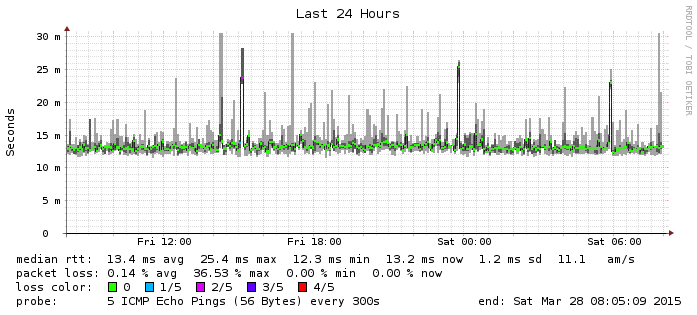 Last 24 Hours
RRDTOOL / TOBI OETIKER
Seconds
30 m
25 m
20 m
15 m
10 m
5 m
0
Fri 12:00 Fri 18:00 Sat 00:00 Sat 06:00
median rtt: 13.4 ms avg 25.4 ms max 12.3 ms min 13.2 ms now 1.2 ms sd 11.1 am/s
packet loss: 0.14 % avg 36.53 % max 0.00 % min 0.00 % now
loss color: 0 1/5 2/5 3/5 4/5
probe: 5 ICMP Echo Pings (56 Bytes) every 300s end: Sat Mar 28 08:05:09 2015